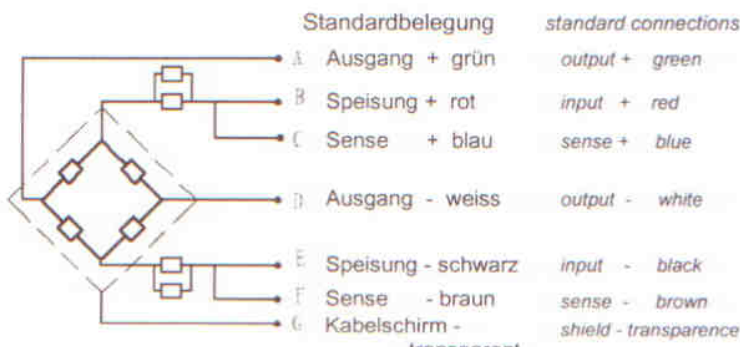 Standardbelegung standard connections
A Ausgang + grün output + green
B Speisung + rot input + red
C Sense + blau sense + blue
D Ausgang - weiss output - white
E Speisung - schwarz input - black
F Sense - braun sense - brown
G Kabelschirm - shield - transparence
transparent